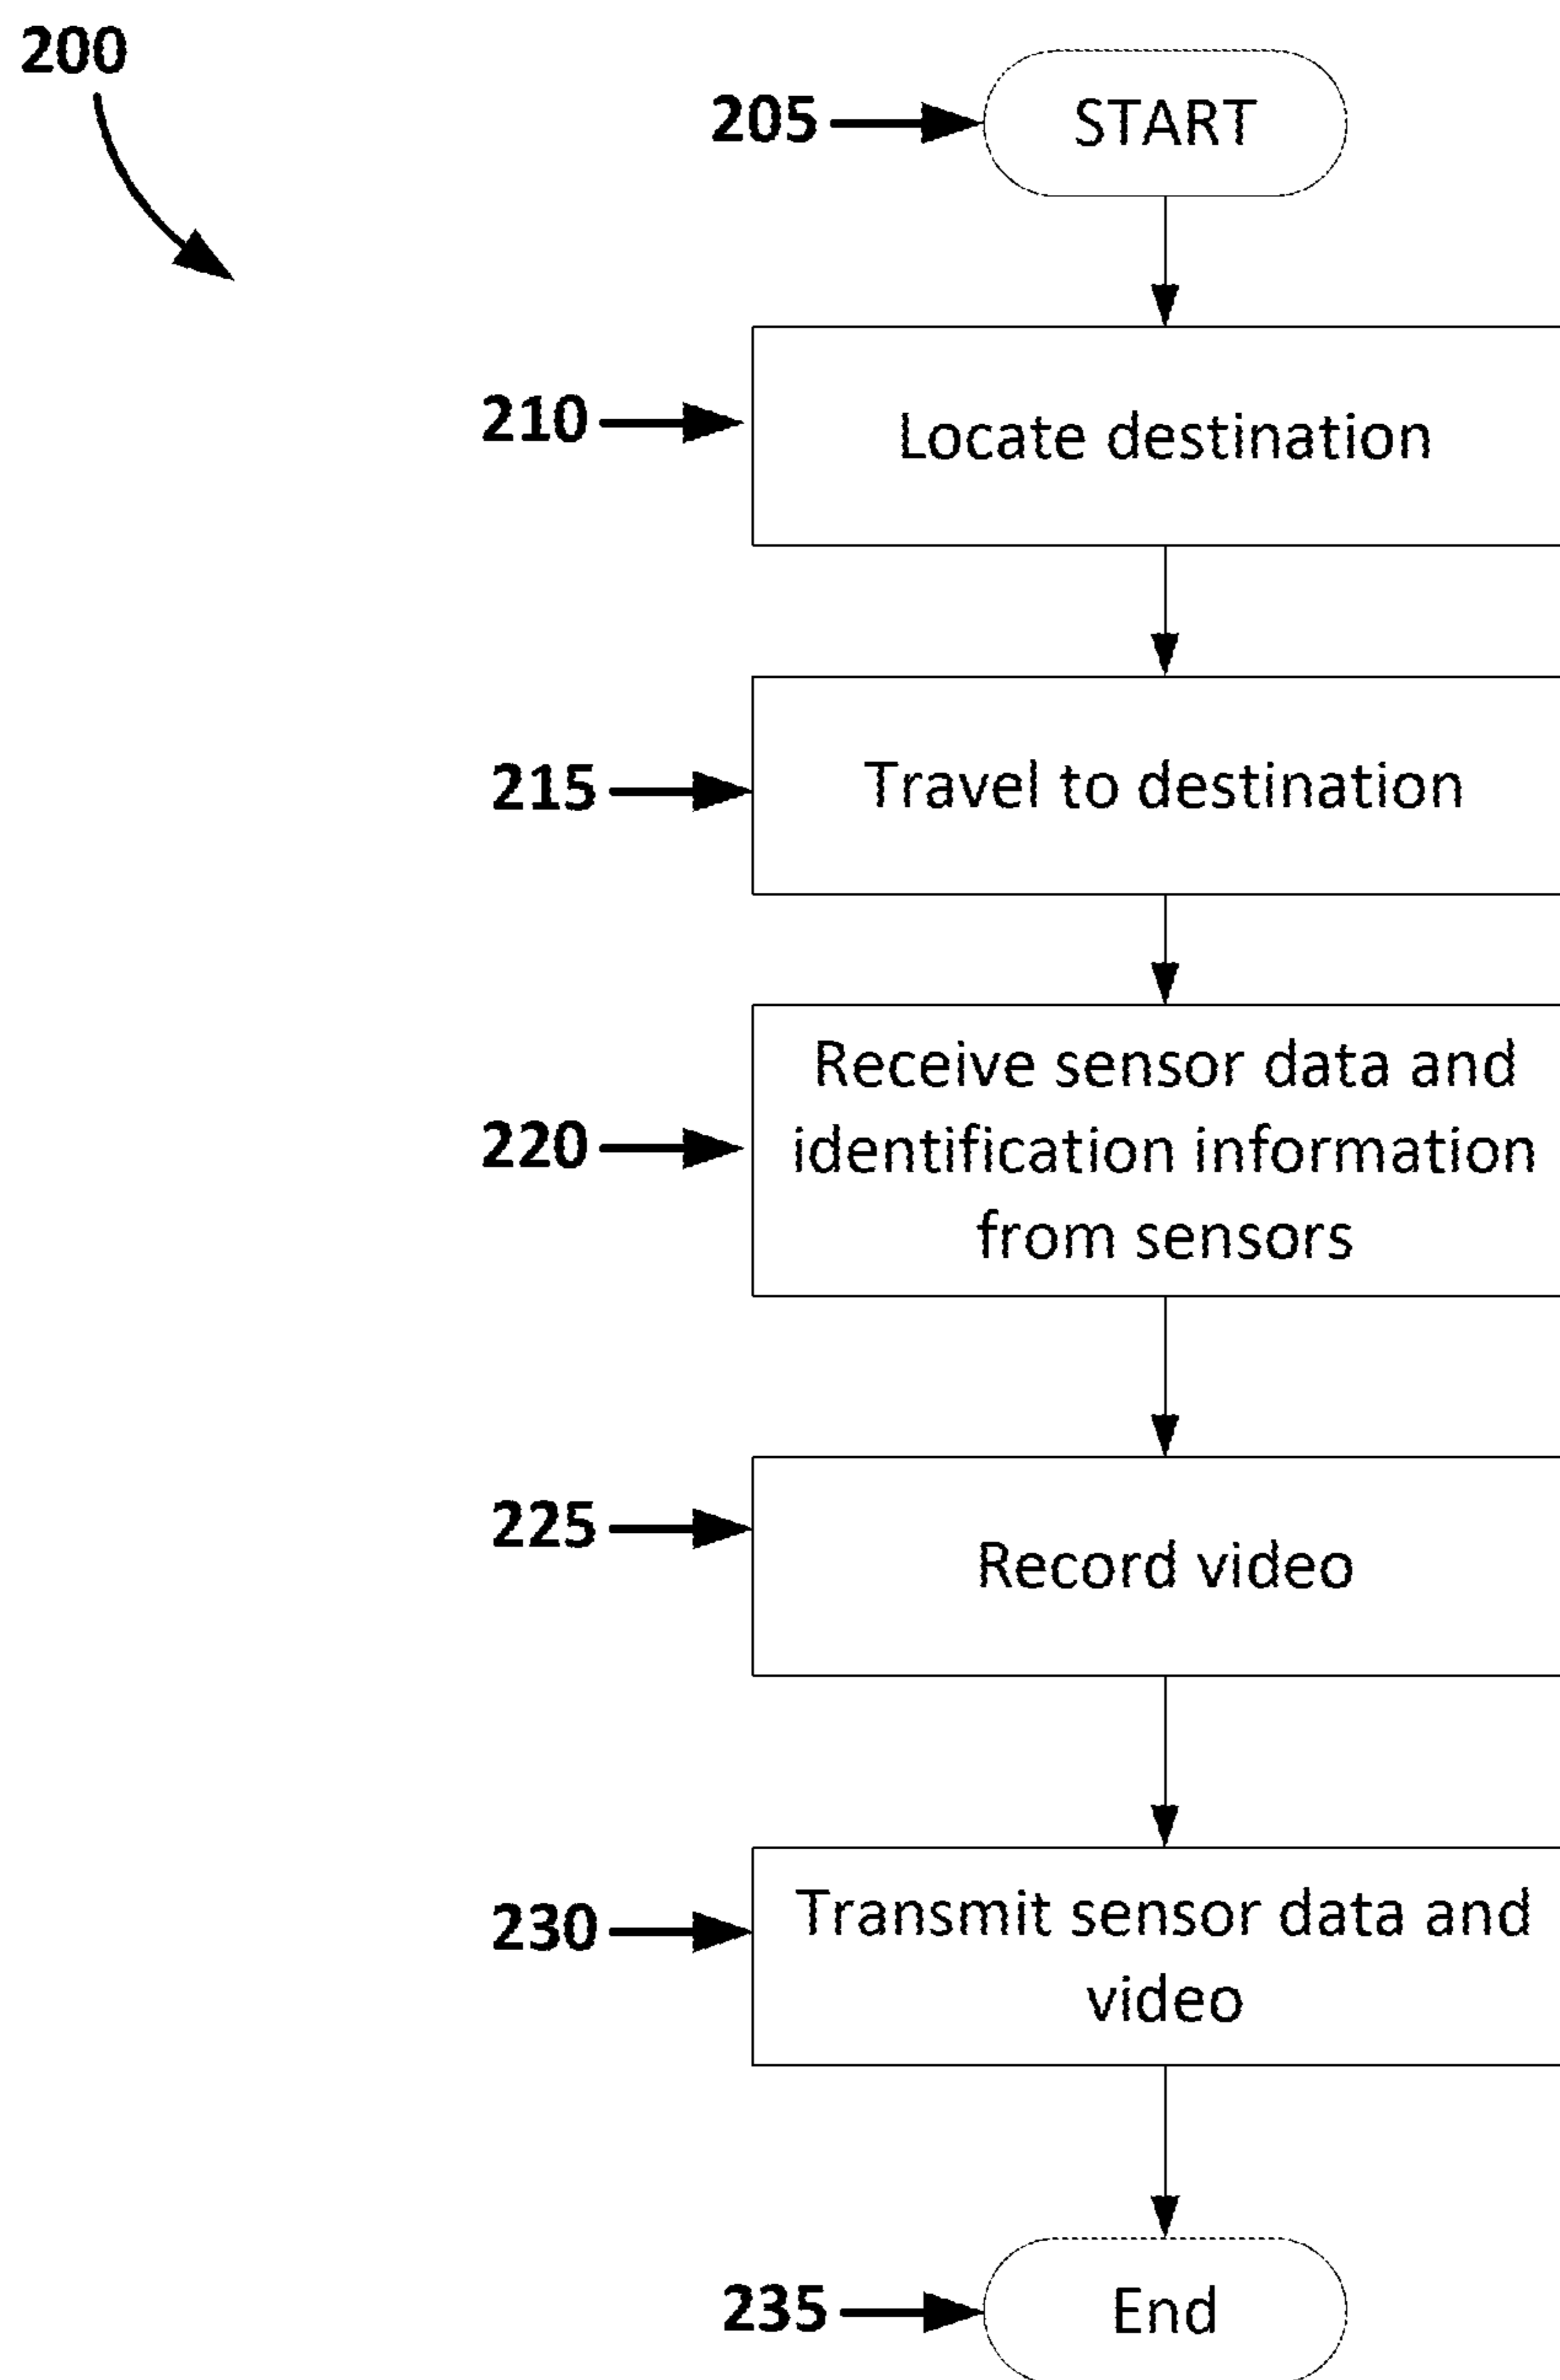 200
205
START
210
Locate destination
215
Travel to destination
220
Receive sensor data and
identification information
from sensors
225
Record video
230
Transmit sensor data and
video
235
End